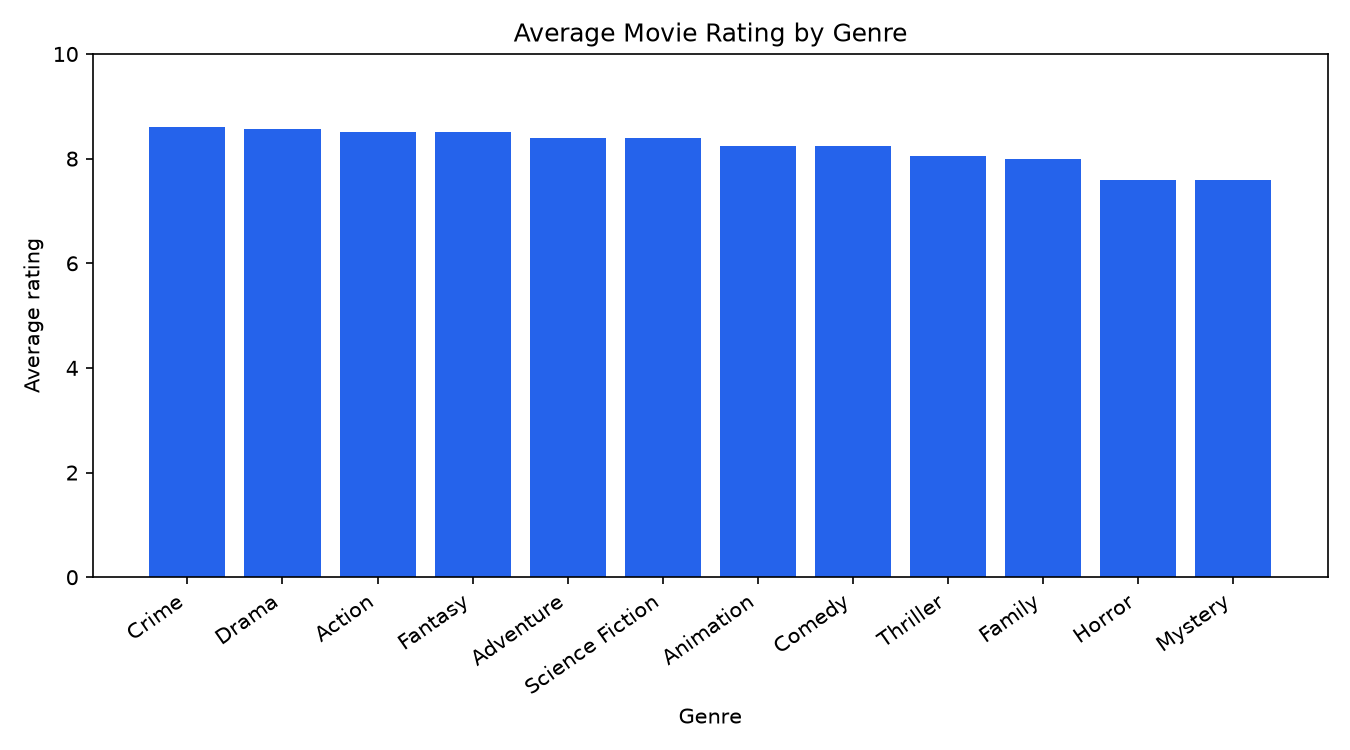 Average Movie Rating by Genre
10
8
6
4
2
0
Average rating
Crime
Drama
Action
Fantasy
Adventure
Science Fiction
Animation
Comedy
Thriller
Family
Horror
Mystery
Genre